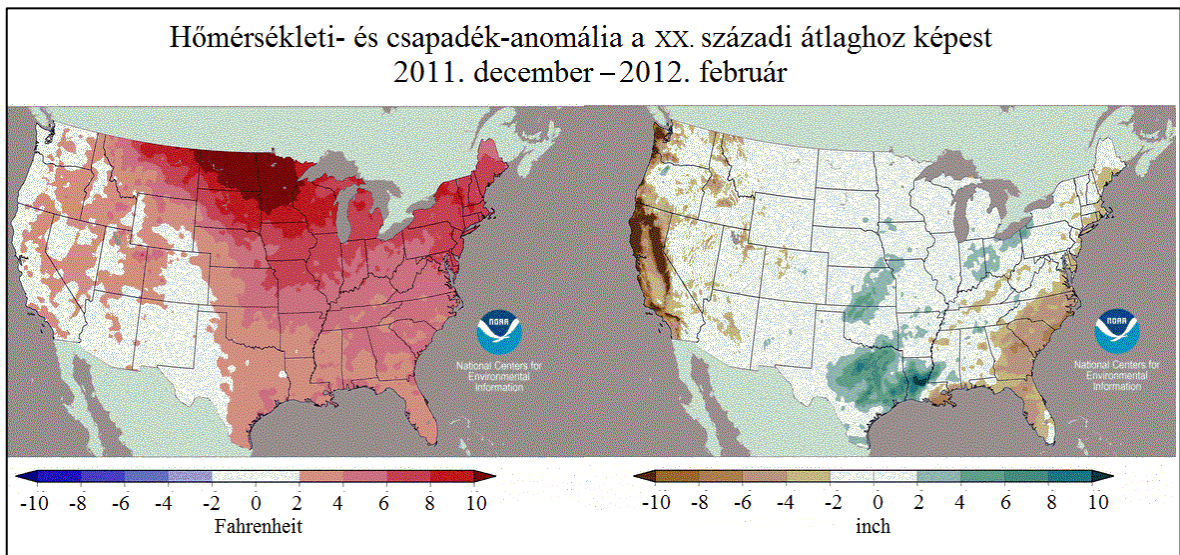 Hőmérsékleti- és csapadék-anomália a XX. századi átlaghoz képest
2011. december – 2012. február
NOAA
National Centers for
Environmental
Information
NOAA
National Centers for
Environmental
Information
-10 -8 -6 -4 -2 0 2 4 6 8 10
Fahrenheit
-10 -8 -6 -4 -2 0 2 4 6 8 10
inch